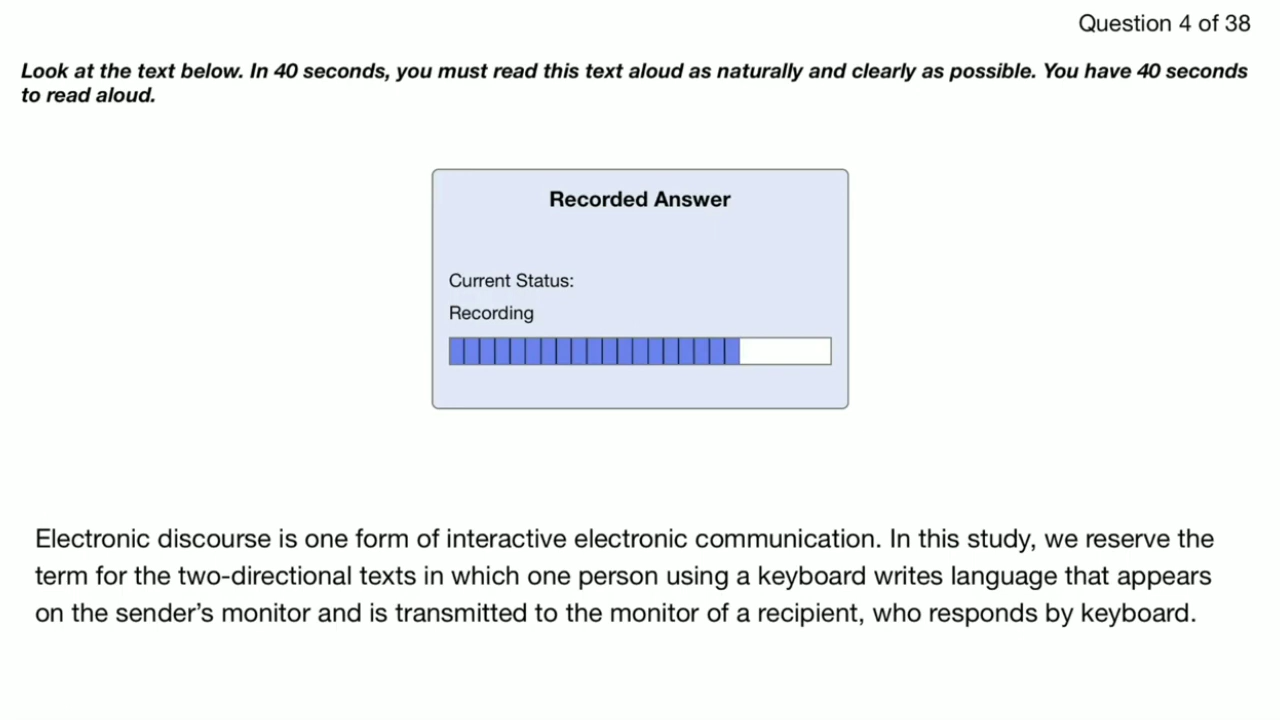 Question 4 of 38
Look at the text below. In 40 seconds, you must read this text aloud as naturally and clearly as possible. You have 40 seconds
to read aloud.
Recorded Answer
Current Status:
Recording
Electronic discourse is one form of interactive electronic communication. In this study, we reserve the
term for the two-directional texts in which one person using a keyboard writes language that appears
on the sender’s monitor and is transmitted to the monitor of a recipient, who responds by keyboard.